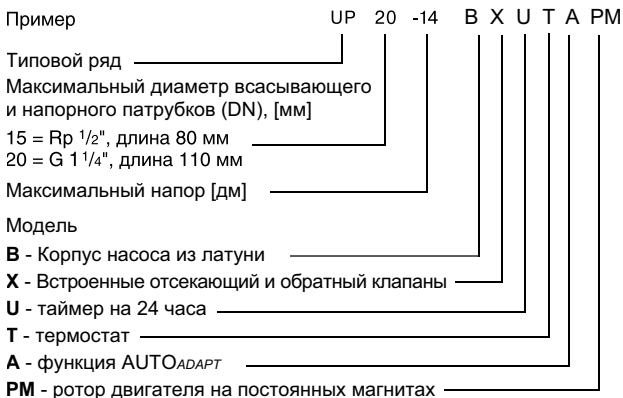 Пример UP 20 -14 B X U T A PM
Типовой ряд
Максимальный диаметр всасывающего
и напорного патрубков (DN), [мм]
15 = Rp 1/2", длина 80 мм
20 = G 1 1/4", длина 110 мм
Максимальный напор [дм]
Модель
B - Корпус насоса из латуни
X - Встроенные отсекающий и обратный клапаны
U - таймер на 24 часа
T - термостат
A - функция AUTOADAPT
PM - ротор двигателя на постоянных магнитах